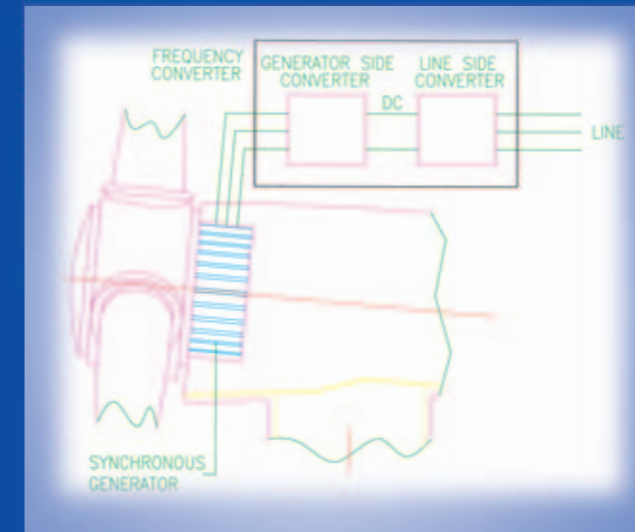 FREQUENCY
CONVERTER
GENERATOR SIDE
CONVERTER
LINE SIDE
CONVERTER
DC
LINE
SYNCHRONOUS
GENERATOR